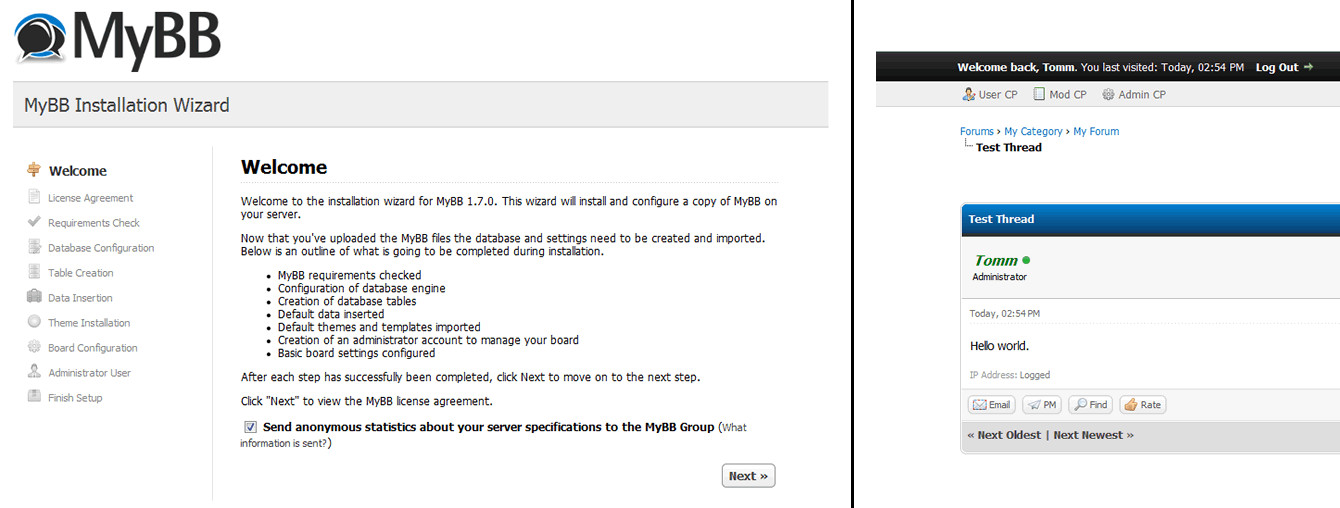 MyBB
MyBB Installation Wizard
Welcome
License Agreement
Requirements Check
Database Configuration
Table Creation
Data Insertion
Theme Installation
Board Configuration
Administrator User
Finish Setup
Welcome
Welcome to the installation wizard for MyBB 1.7.0. This wizard will install and configure a copy of MyBB on
your server.
Now that you've uploaded the MyBB files the database and settings need to be created and imported.
Below is an outline of what is going to be completed during installation.
• MyBB requirements checked
• Configuration of database engine
• Creation of database tables
• Default data inserted
• Default themes and templates imported
• Creation of an administrator account to manage your board
• Basic board settings configured
After each step has successfully been completed, click Next to move on to the next step.
Click "Next" to view the MyBB license agreement.
Send anonymous statistics about your server specifications to the MyBB Group (What
information is sent?)
Next »
Welcome back, Tomm. You last visited: Today, 02:54 PM Log Out
User CP Mod CP Admin CP
Forums › My Category › My Forum
Test Thread
Test Thread
Tomm
Administrator
Today, 02:54 PM
Hello world.
IP Address: Logged
Email PM Find Rate
« Next Oldest | Next Newest »